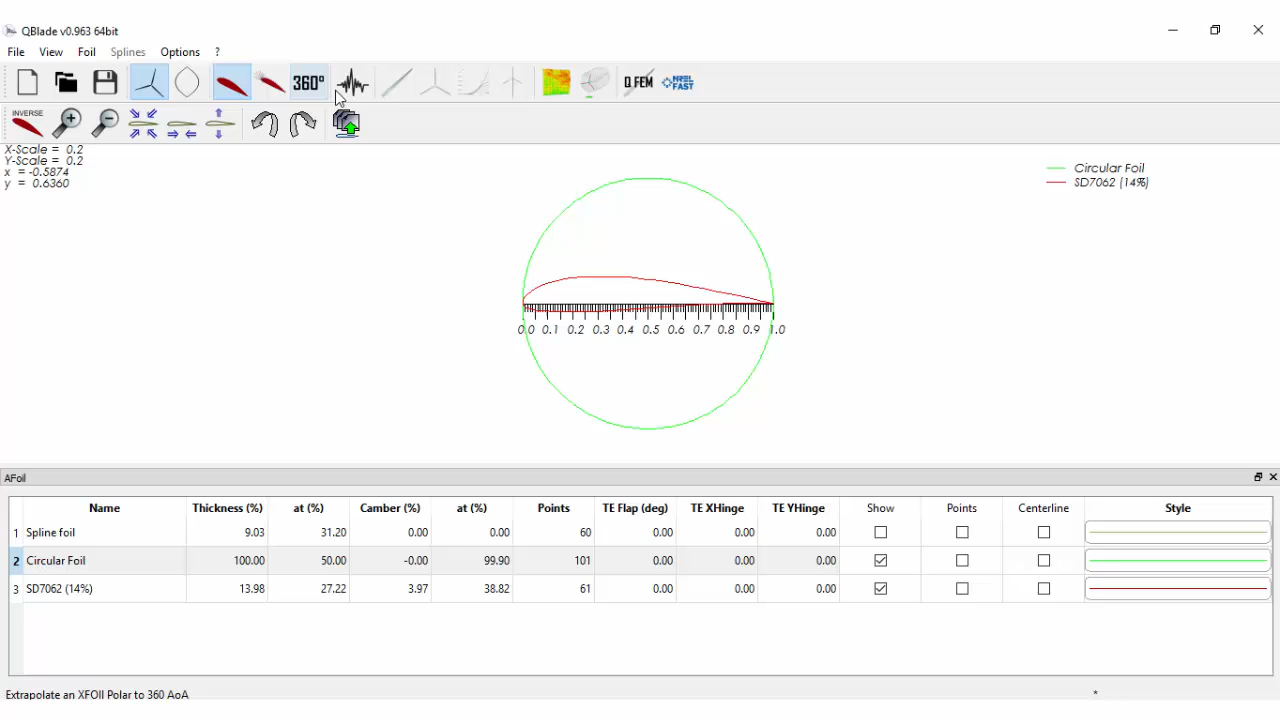 QBlade v0.963 64bit
File View Foil Splines Options ?
360° Q FEM NREL FAST
INVERSE
X-Scale = 0.2
Y-Scale = 0.2
x = -0.5874
y = 0.6360
Circular Foil
SD7062 (14%)
0.0 0.1 0.2 0.3 0.4 0.5 0.6 0.7 0.8 0.9 1.0
AFoil
Name Thickness (%) at (%) Camber (%) at (%) Points TE Flap (deg) TE XHinge TE YHinge Show Points Centerline Style
1 Spline foil 9.03 31.20 0.00 0.00 60 0.00 0.00 0.00
2 Circular Foil 100.00 50.00 -0.00 99.90 101 0.00 0.00 0.00
3 SD7062 (14%) 13.98 27.22 3.97 38.82 61 0.00 0.00 0.00
Extrapolate an XFOIl Polar to 360 AoA *